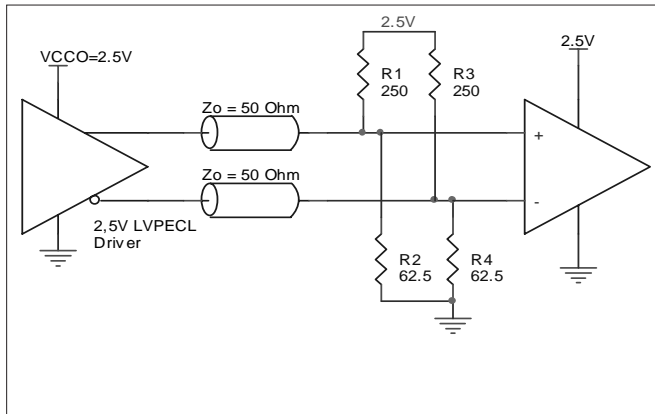 2.5V
VCCO=2.5V
2.5V
R1
250
R3
250
Zo = 50 Ohm
+
Zo = 50 Ohm
-
2,5V LVPECL
Driver
R2
62.5
R4
62.5